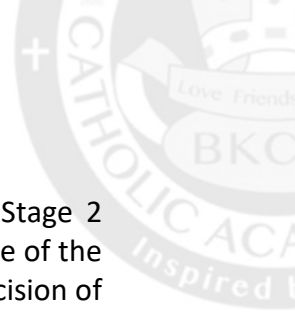 Love Friends
BKC
CATHOLIC ACA
Inspired
Stage 2
e of the
cision of